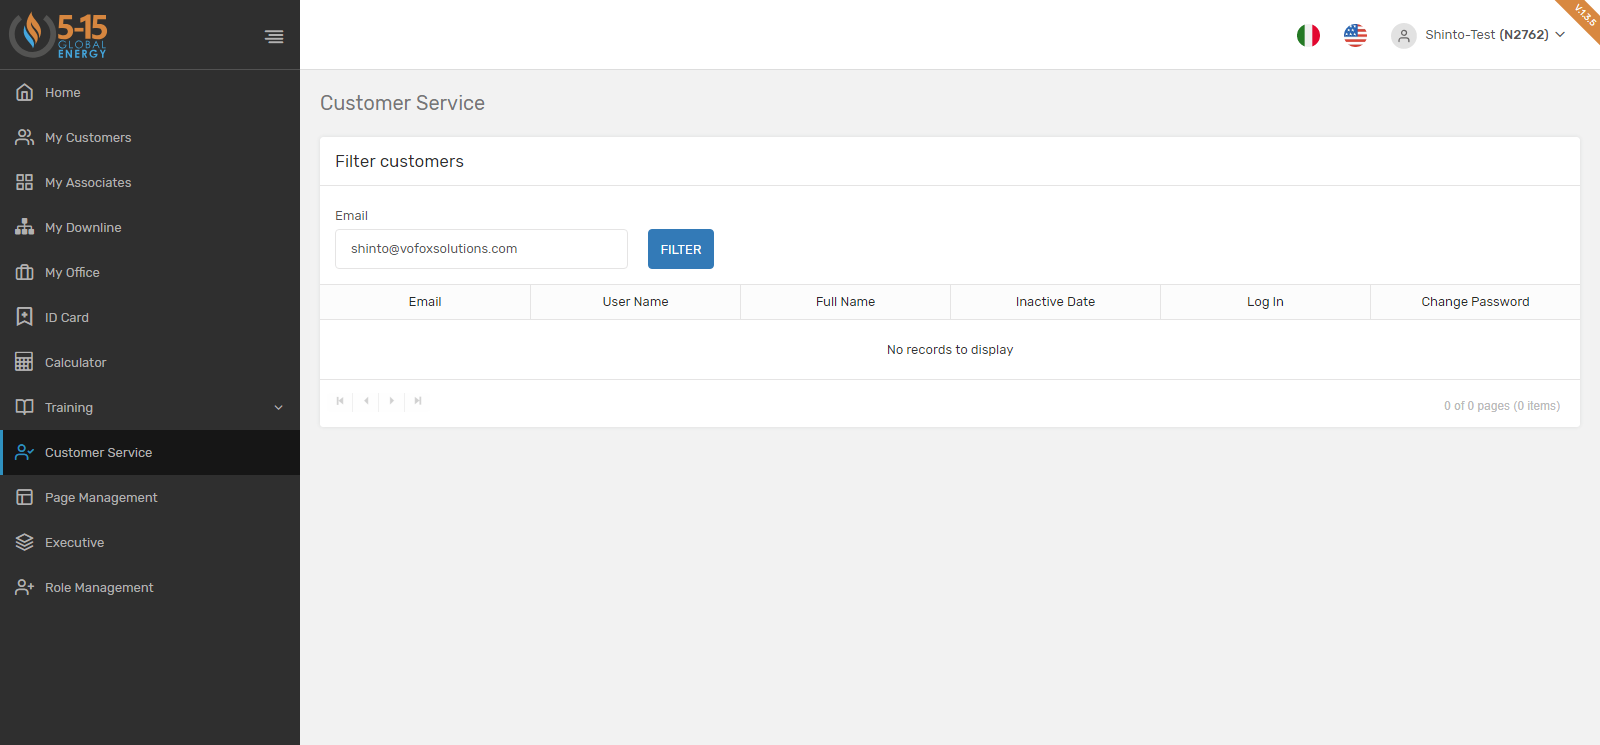 5-15
GLOBAL
ENERGY
Shinto-Test (N2762)
V.1.3.5
Home
My Customers
My Associates
My Downline
My Office
ID Card
Calculator
Training
Customer Service
Page Management
Executive
Role Management
Customer Service
Filter customers
Email
shinto@vofoxsolutions.com
FILTER
Email User Name Full Name Inactive Date Log In Change Password
No records to display
0 of 0 pages (0 items)